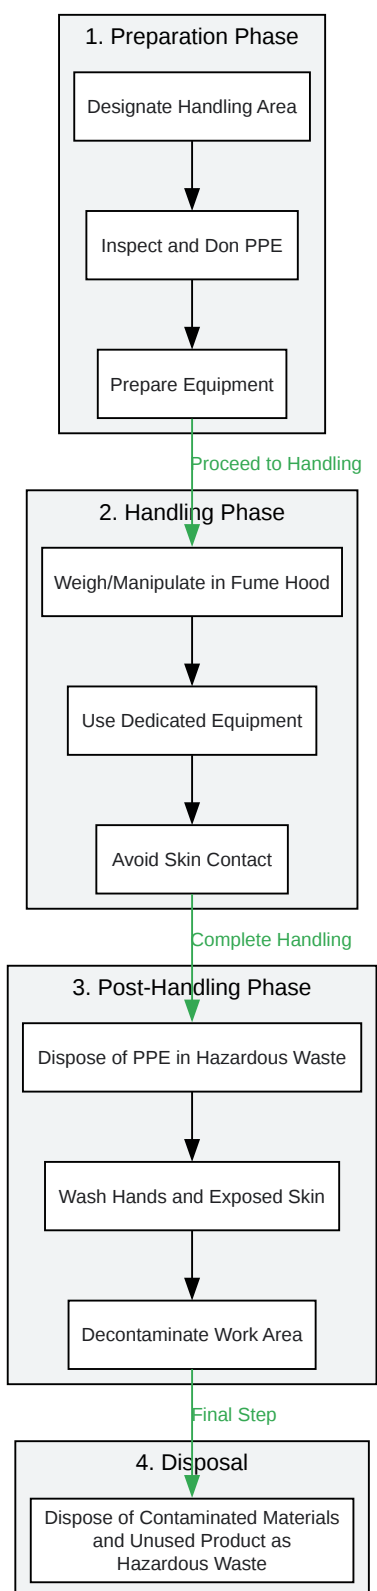 1. Preparation Phase
Designate Handling Area
Inspect and Don PPE
Prepare Equipment
Proceed to Handling
2. Handling Phase
Weigh/Manipulate in Fume Hood
Use Dedicated Equipment
Avoid Skin Contact
Complete Handling
3. Post-Handling Phase
Dispose of PPE in Hazardous Waste
Wash Hands and Exposed Skin
Decontaminate Work Area
Final Step
4. Disposal
Dispose of Contaminated Materials
and Unused Product as
Hazardous Waste